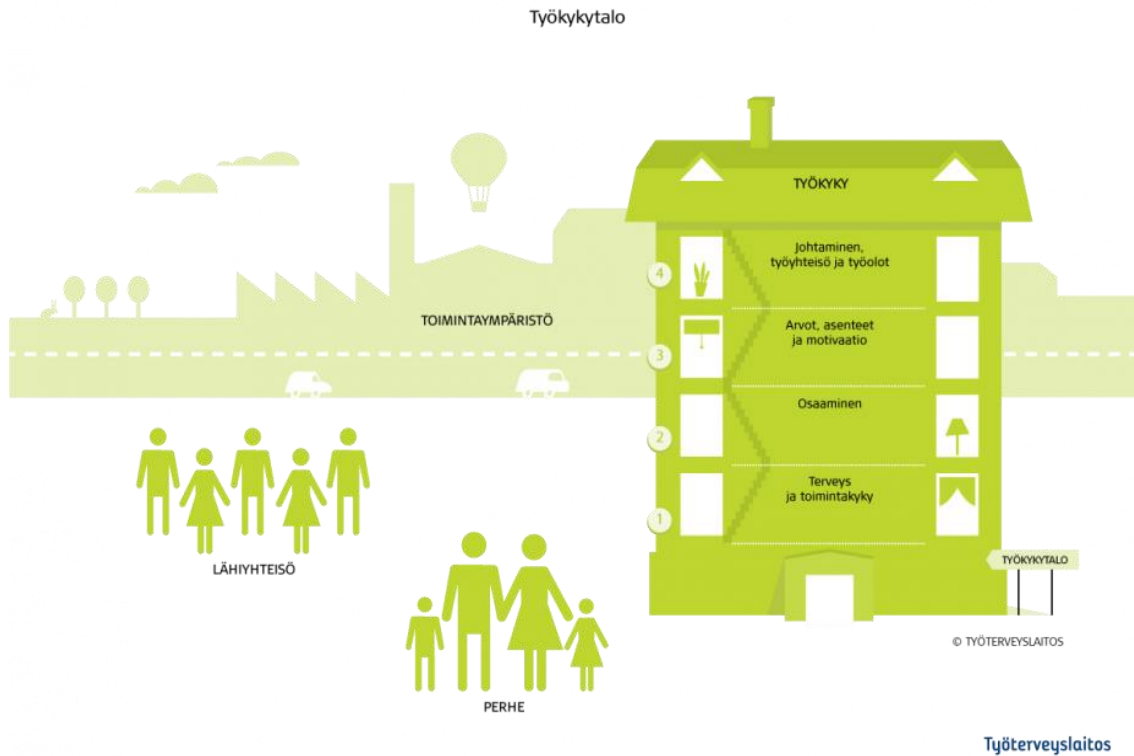 Työkykytalo
TYÖKYKY
4
Johtaminen,
työyhteisö ja työolot
TOIMINTAYMPÄRISTÖ
3
Arvot, asenteet
ja motivaatio
2
Osaaminen
1
Terveys
ja toimintakyky
LÄHIYHTEISÖ
TYÖKYKYTALO
© TYÖTERVEYSLAITOS
PERHE
Työterveyslaitos